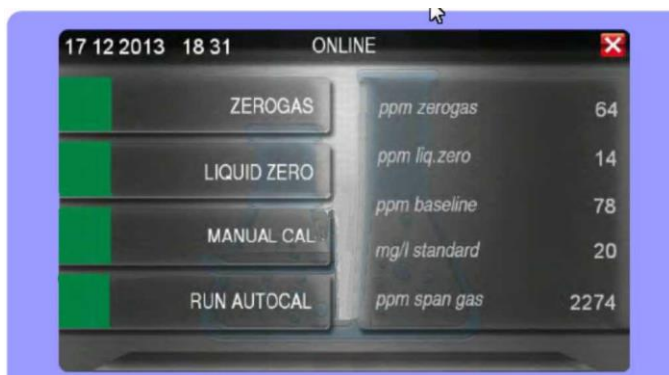 17 12 2013 18 31 ONLINE
ZEROGAS
LIQUID ZERO
MANUAL CAL
RUN AUTOCAL
ppm zerogas 64
ppm liq.zero 14
ppm baseline 78
mg/l standard 20
ppm span gas 2274